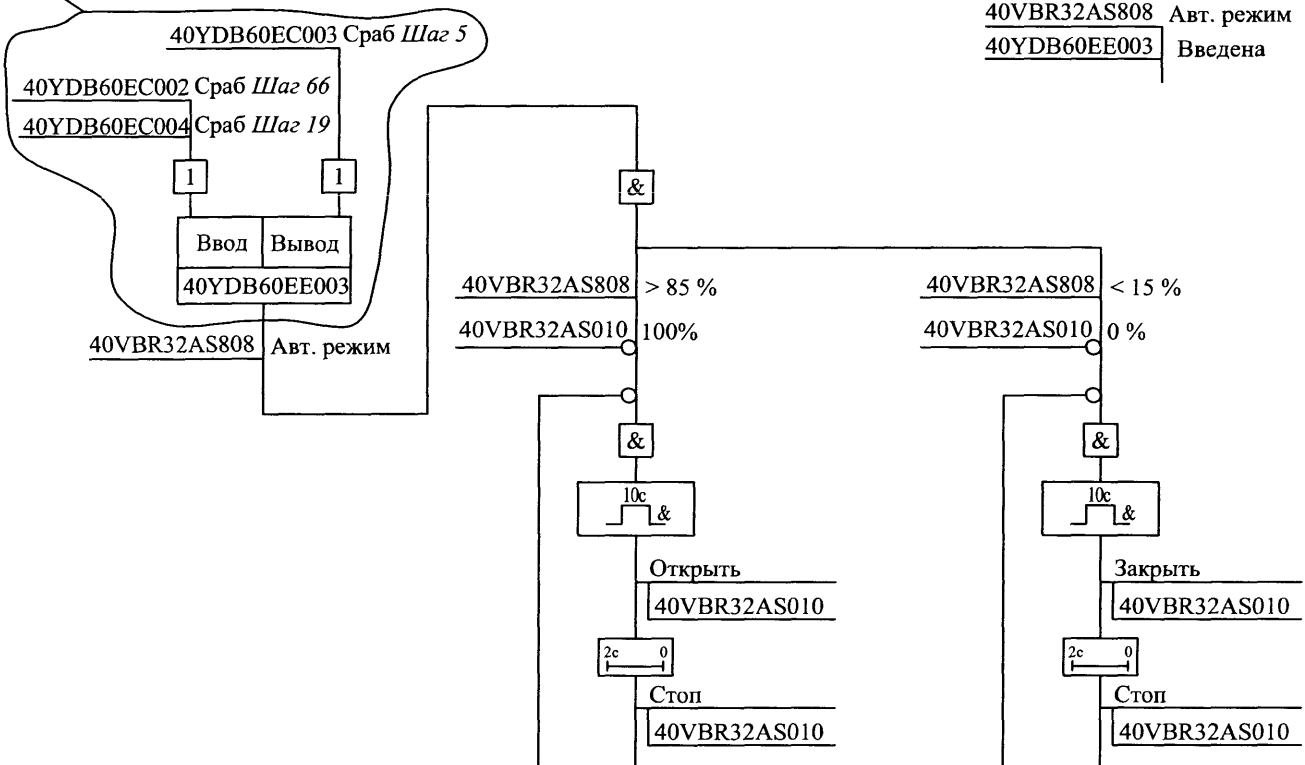 40YDB60EC003 Сраб Шаг 5
40YDB60EC002 Сраб Шаг 66
40YDB60EC004 Сраб Шаг 19
1
1
Ввод
Вывод
40YDB60EE003
40VBR32AS808 Авт. режим
40VBR32AS808 Авт. режим
40YDB60EE003 Введена
&
40VBR32AS808 > 85 %
40VBR32AS010 100%
&
10с
&
Открыть
40VBR32AS010
2с 0
Стоп
40VBR32AS010
40VBR32AS808 < 15 %
40VBR32AS010 0 %
&
10с
&
Закрыть
40VBR32AS010
2с 0
Стоп
40VBR32AS010